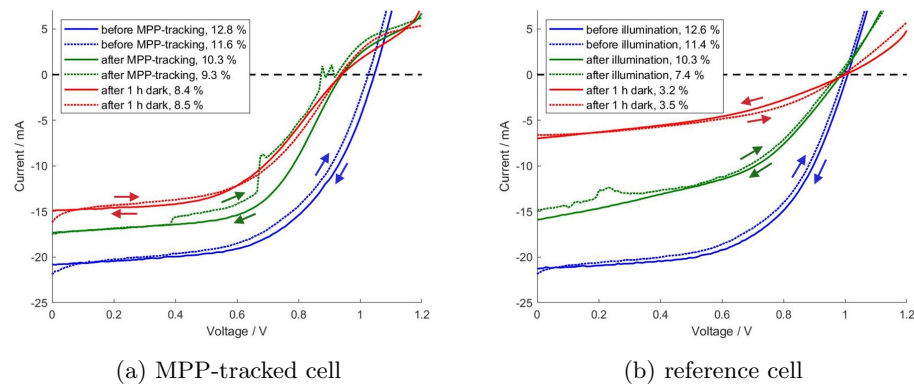 before MPP-tracking, 12.8 %
before MPP-tracking, 11.6 %
after MPP-tracking, 10.3 %
after MPP-tracking, 9.3 %
after 1 h dark, 8.4 %
after 1 h dark, 8.5 %
Current / mA
5
0
-5
-10
-15
-20
-25
0 0.2 0.4 0.6 0.8 1 1.2
Voltage / V
(a) MPP-tracked cell
before illumination, 12.6 %
before illumination, 11.4 %
after illumination, 10.3 %
after illumination, 7.4 %
after 1 h dark, 3.2 %
after 1 h dark, 3.5 %
Current / mA
5
0
-5
-10
-15
-20
-25
0 0.2 0.4 0.6 0.8 1 1.2
Voltage / V
(b) reference cell